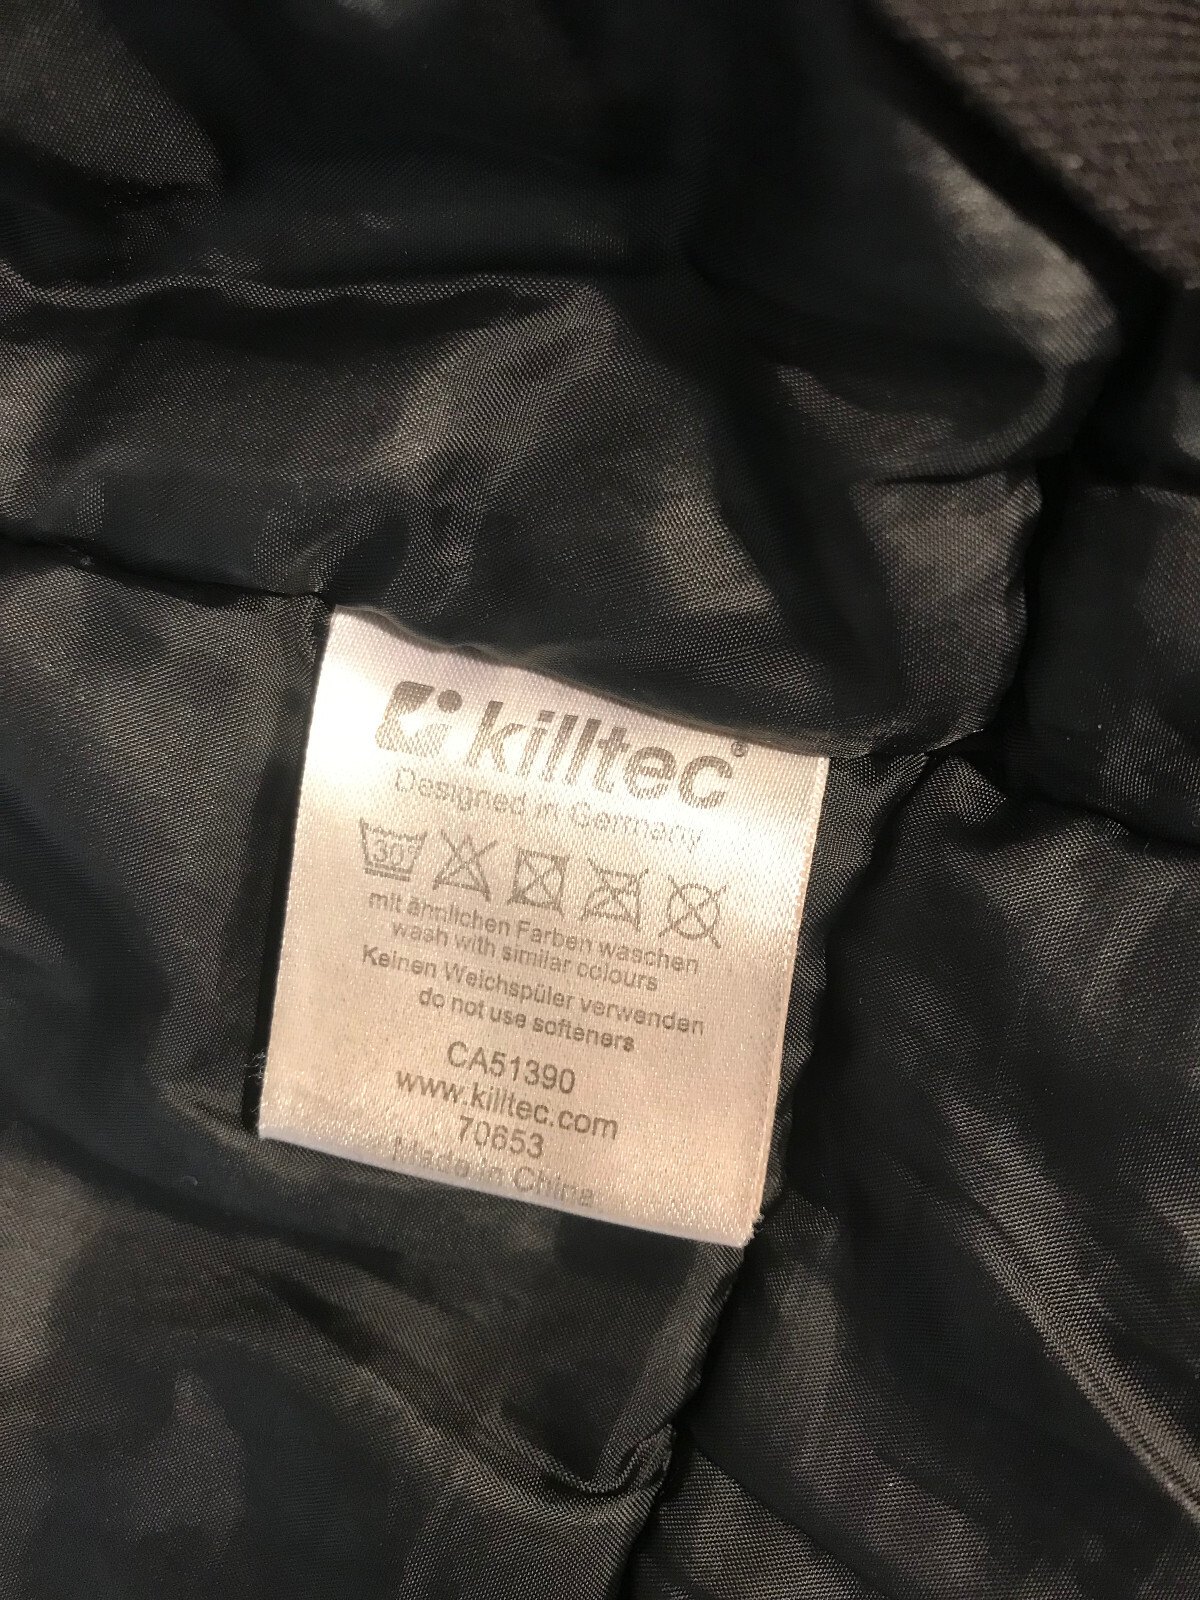 killtec®
Designed in Germany
30°
mit ähnlichen Farben waschen
wash with similar colours
Keinen Weichspüler verwenden
do not use softeners
CA51390
www.killtec.com
70653
Made in China